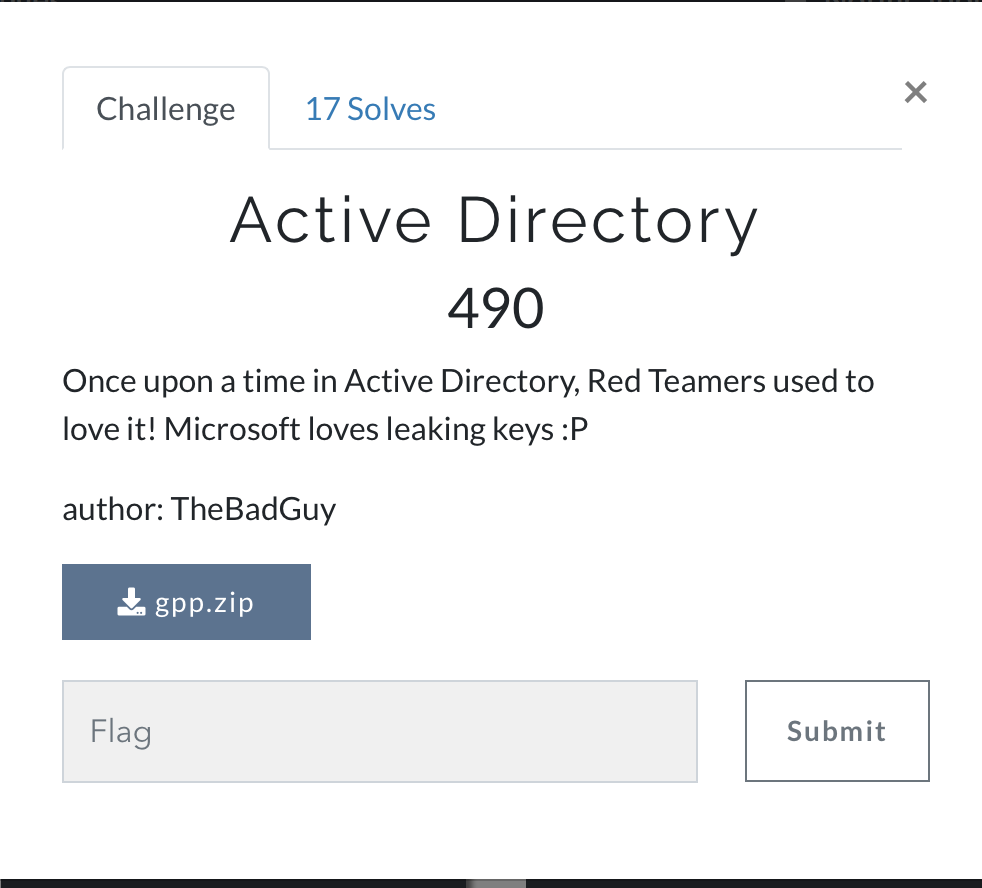 Challenge
17 Solves
×
Active Directory
490
Once upon a time in Active Directory, Red Teamers used to
love it! Microsoft loves leaking keys :P
author: TheBadGuy
gpp.zip
Flag
Submit